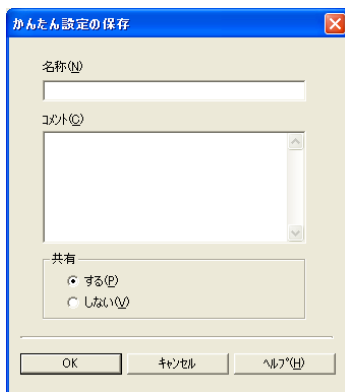 かんたん設定の保存
名称(N)
コメント(C)
共有
する(P)
しない(V)
OK キャンセル ヘルプ(H)